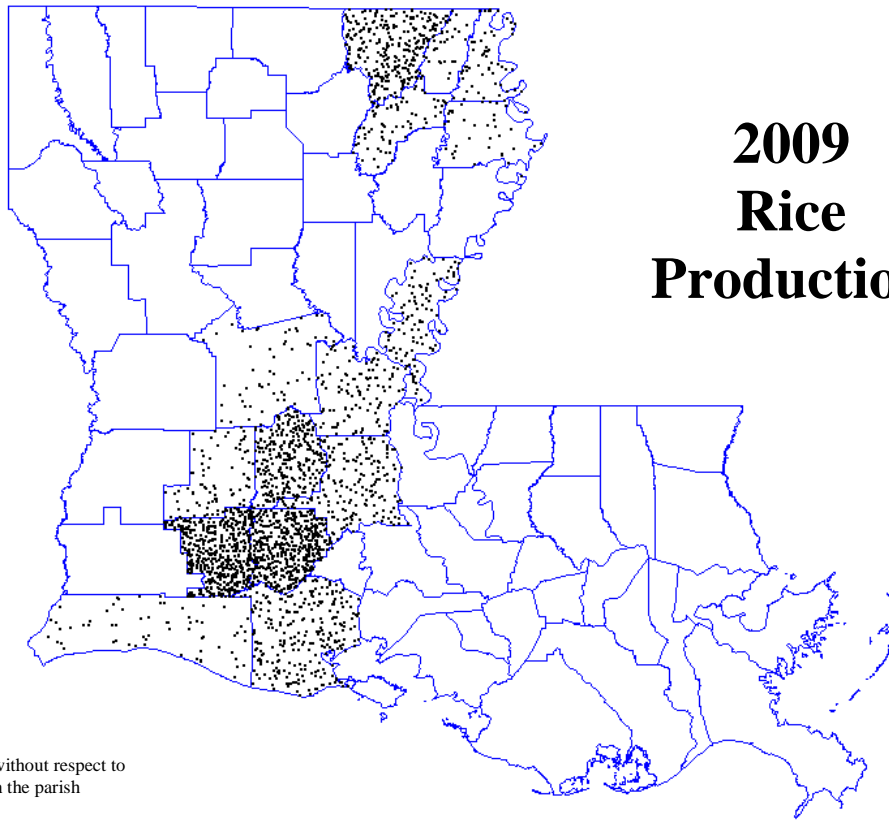 2009
Rice
Productio
without respect to
n the parish